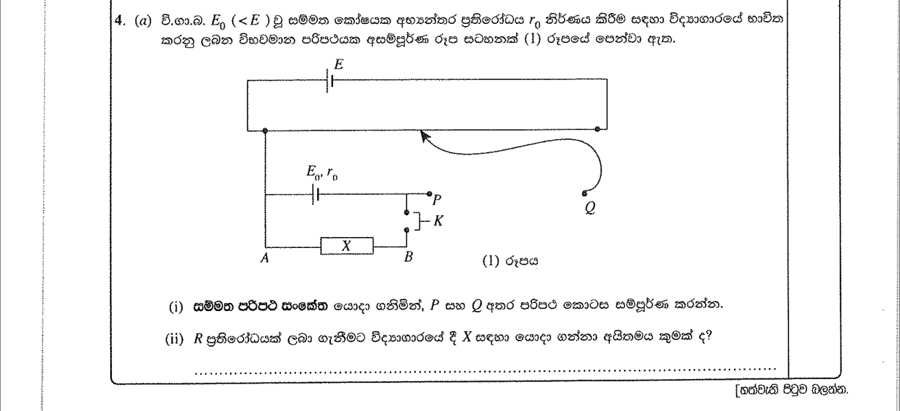 4. (a) වි.ගා.බ. E₀ (< E) වූ සම්මත කෝෂයක අභ්‍යන්තර ප්‍රතිරෝධය r₀ නිර්ණය කිරීම සඳහා විද්‍යාගාරයේ භාවිත
කරනු ලබන විභවමාන පරිපථයක අසම්පූර්ණ රූප සටහනක් (1) රූපයේ පෙන්වා ඇත.
E
E₀, r₀
P
K
Q
X
A
B
(1) රූපය
(i) සම්මත පරිපථ සංකේත යොදා ගනිමින්, P සහ Q අතර පරිපථ කොටස සම්පූර්ණ කරන්න.
(ii) R ප්‍රතිරෝධයක් ලබා ගැනීමට විද්‍යාගාරයේ දී X සඳහා යොදා ගන්නා අයිතමය කුමක් ද?
[හත්වැනි පිටුව බලන්න.